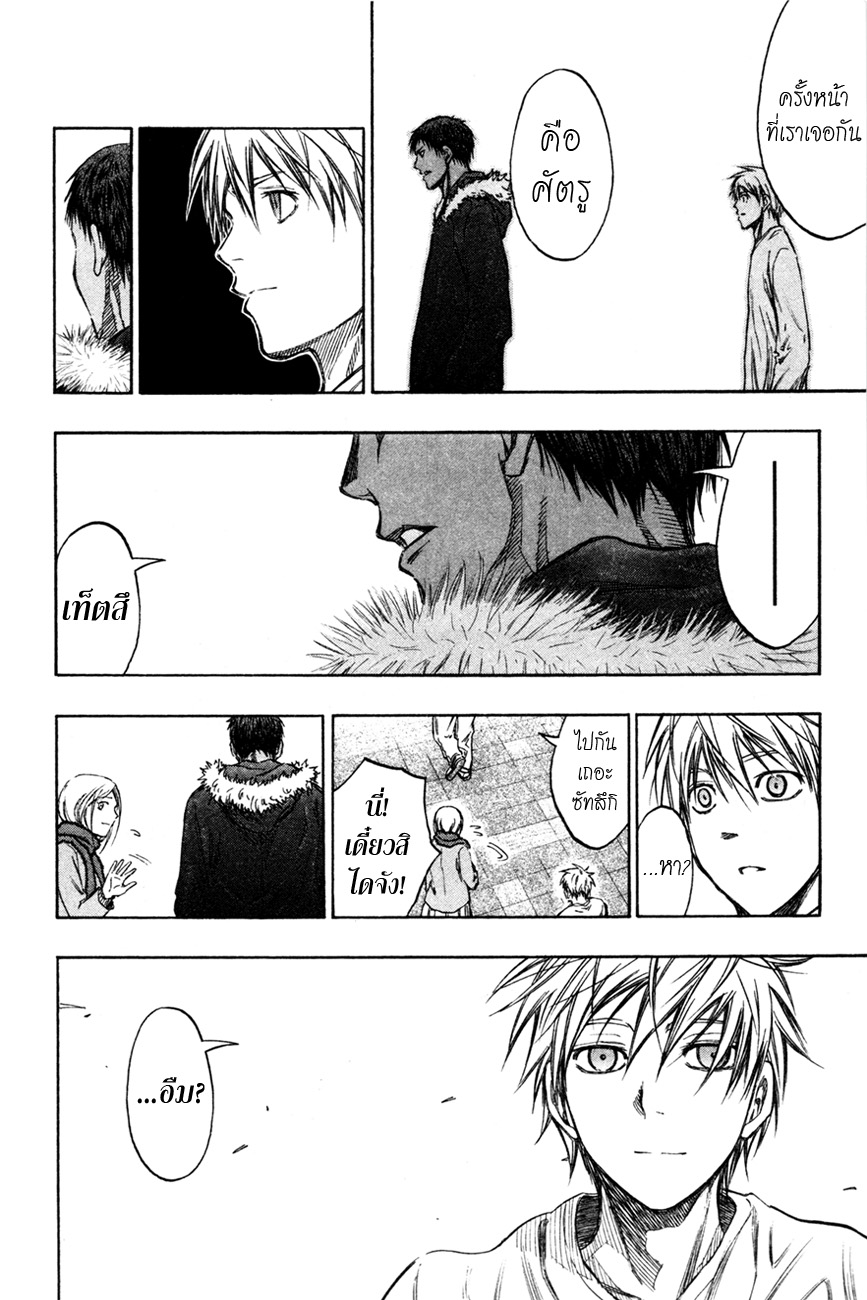 ครั้งหน้า
ที่เราเจอกัน
คือ
ศัตรู
เท็ตสึ
...หา?
ไปกัน
เถอะ
ซัทสึกิ
นี่!
เดี๋ยวสิ
ไดจัง!
...อืม?